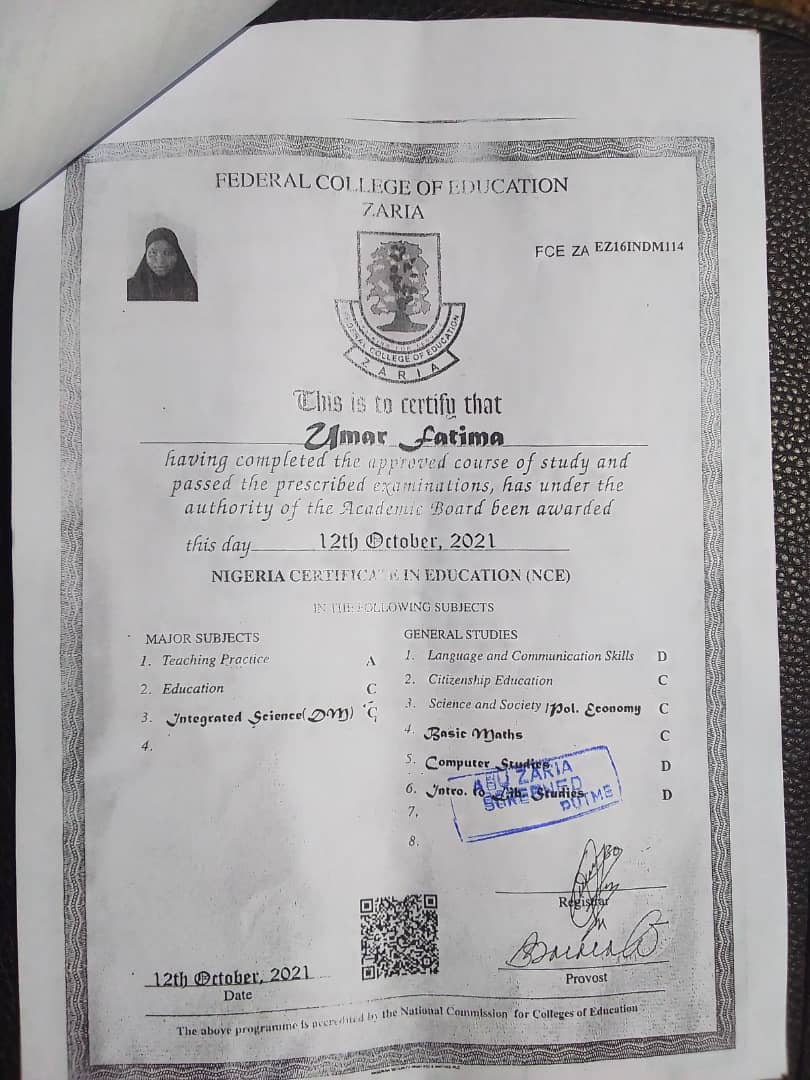 FEDERAL COLLEGE OF EDUCATION
ZARIA
FCE ZA EZ16INDM114
FEDERAL COLLEGE OF EDUCATION
ZARIA
This is to certify that
Umar Fatima
having completed the approved course of study and
passed the prescribed examinations, has under the
authority of the Academic Board been awarded
this day 12th October, 2021
NIGERIA CERTIFICATE IN EDUCATION (NCE)
IN THE FOLLOWING SUBJECTS
MAJOR SUBJECTS
1. Teaching Practice A
2. Education C
3. Integrated Science(DM) C
4.
GENERAL STUDIES
1. Language and Communication Skills D
2. Citizenship Education C
3. Science and Society /Pol. Economy C
4. Basic Maths C
5. Computer Studies D
6. Intro. to Lib. Studies D
7.
8.
ABU ZARIA
SCREENED
PUTME
Registrar
Provost
12th October, 2021
Date
The above programme is accredited by the National Commission for Colleges of Education